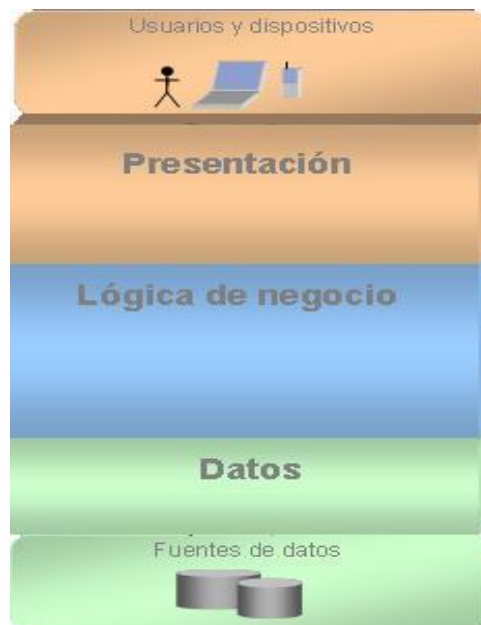 Usuarios y dispositivos
Presentación
Lógica de negocio
Datos
Fuentes de datos